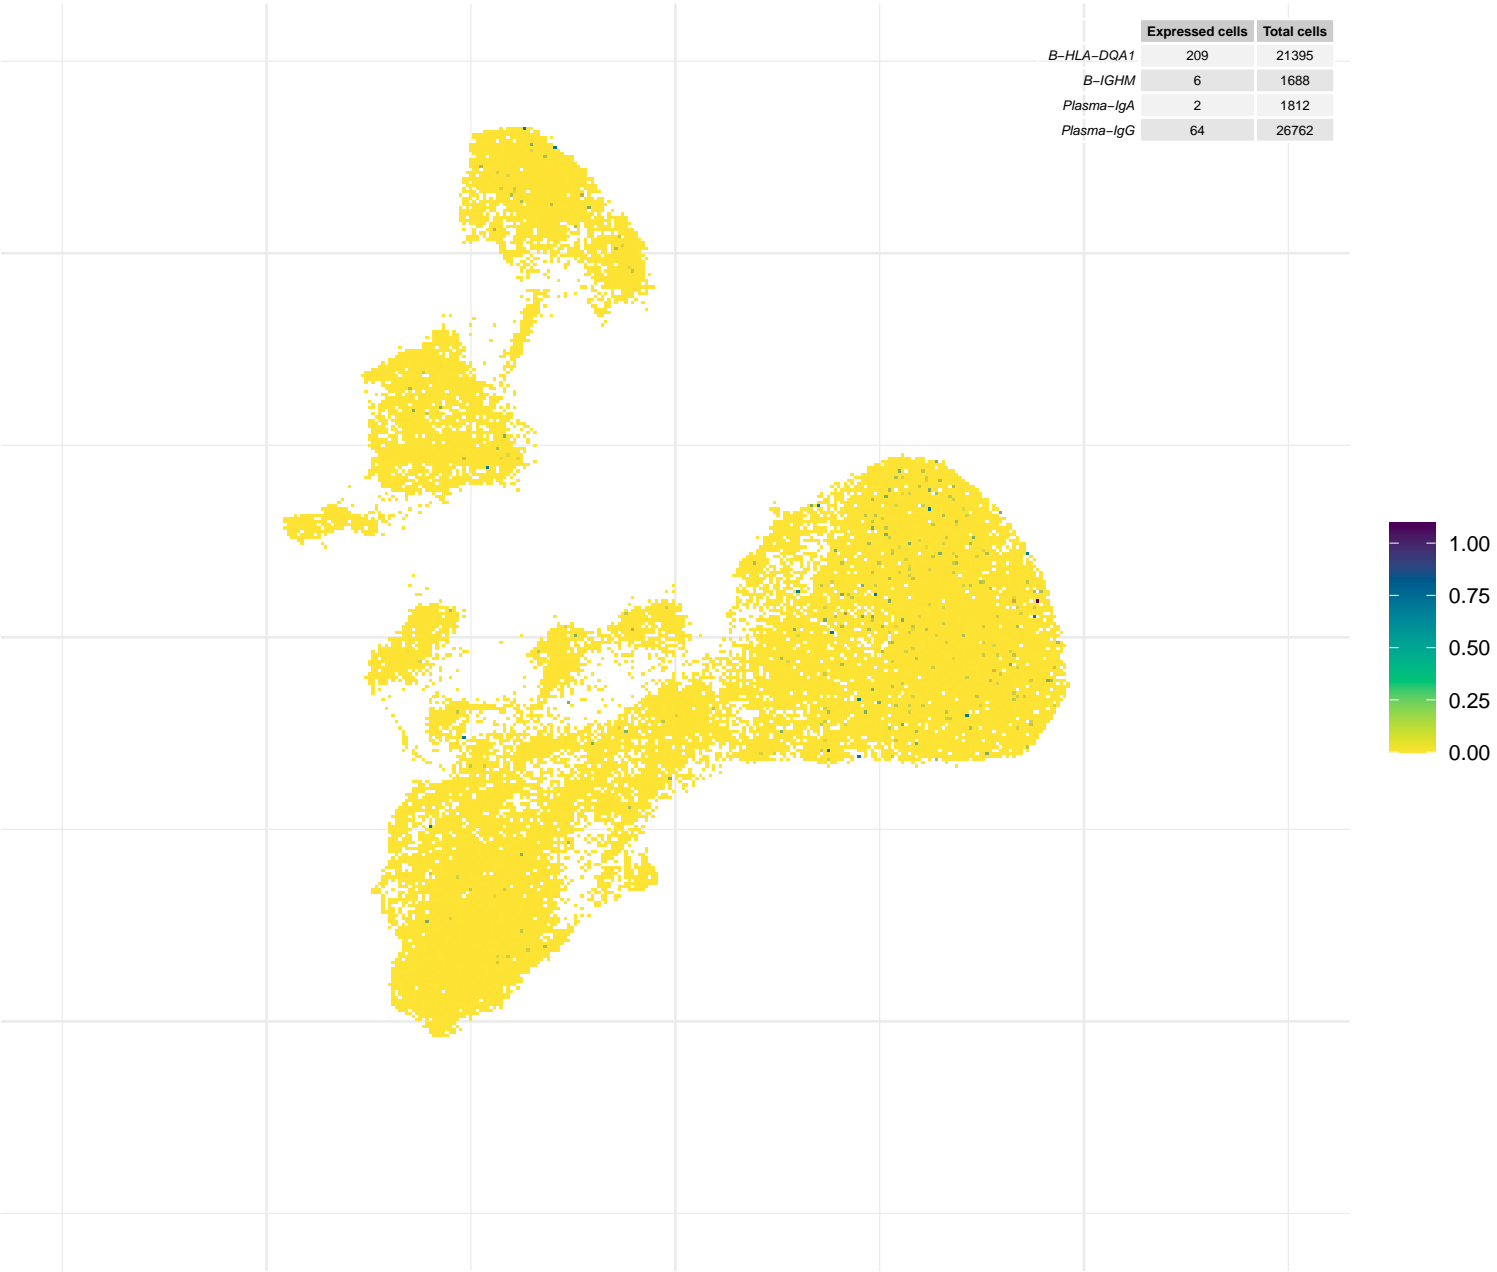 Expressed cells Total cells
B−HLA−DQA1 209 21395
B−IGHM 6 1688
Plasma−IgA 2 1812
Plasma−IgG 64 26762
1.00
0.75
0.50
0.25
0.00